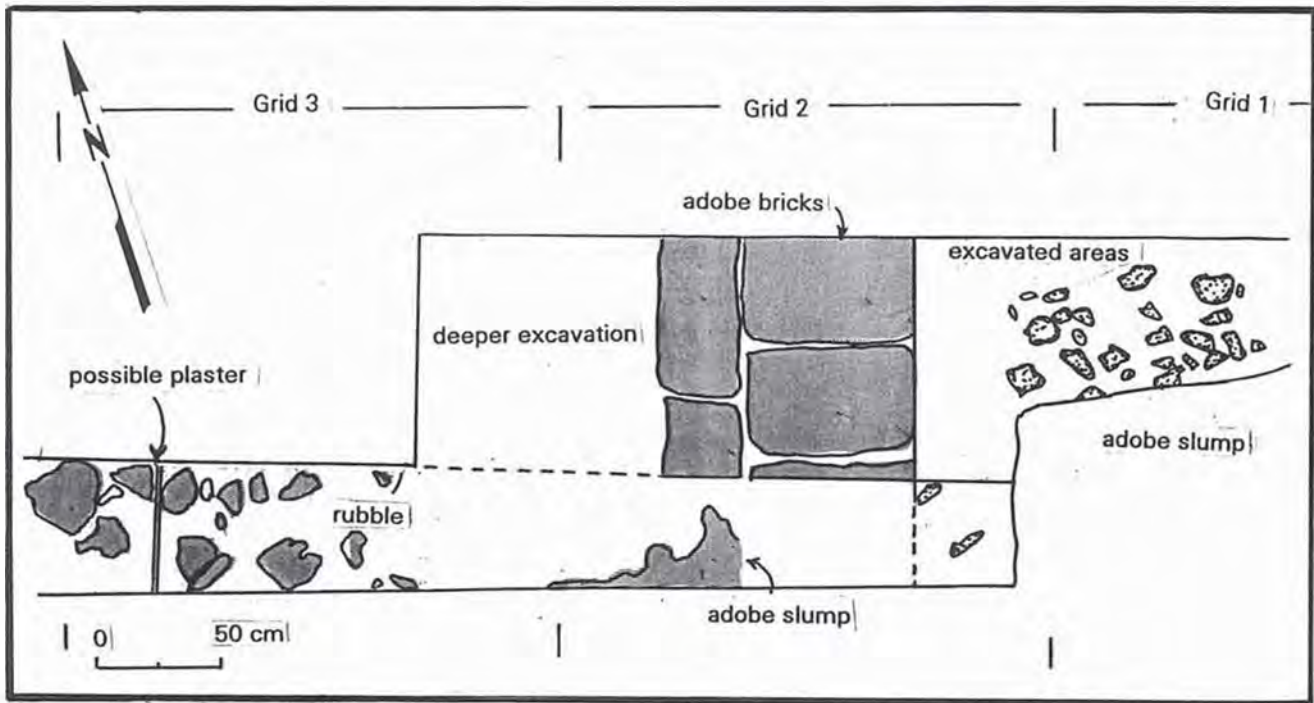 Grid 3
Grid 2
Grid 1
N
adobe bricks
excavated areas
deeper excavation
possible plaster
adobe slump
rubble
adobe slump
0 50 cm